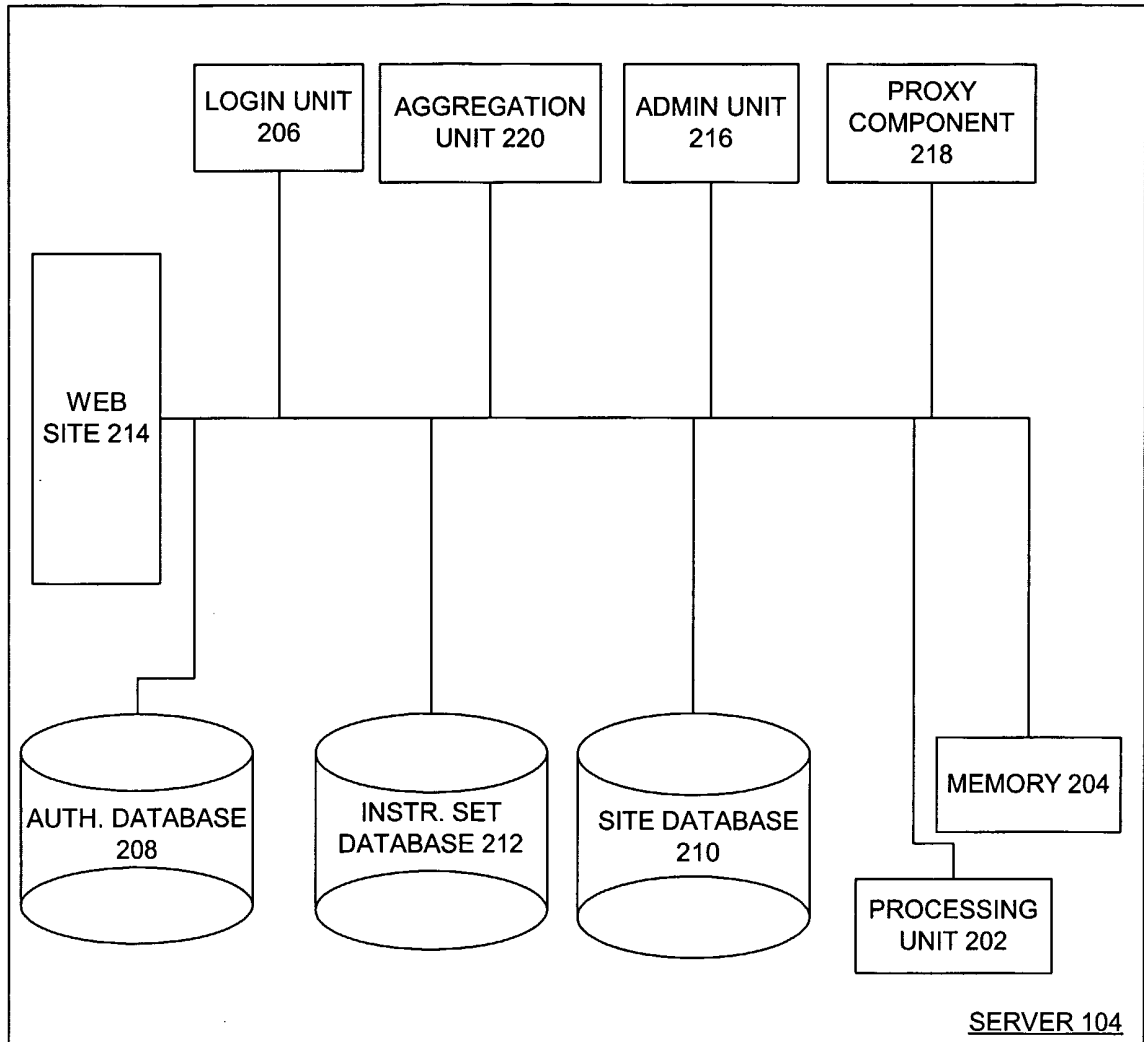 LOGIN UNIT
206
AGGREGATION
UNIT 220
ADMIN UNIT
216
PROXY
COMPONENT
218
WEB
SITE 214
AUTH. DATABASE
208
INSTR. SET
DATABASE 212
SITE DATABASE
210
MEMORY 204
PROCESSING
UNIT 202
SERVER 104